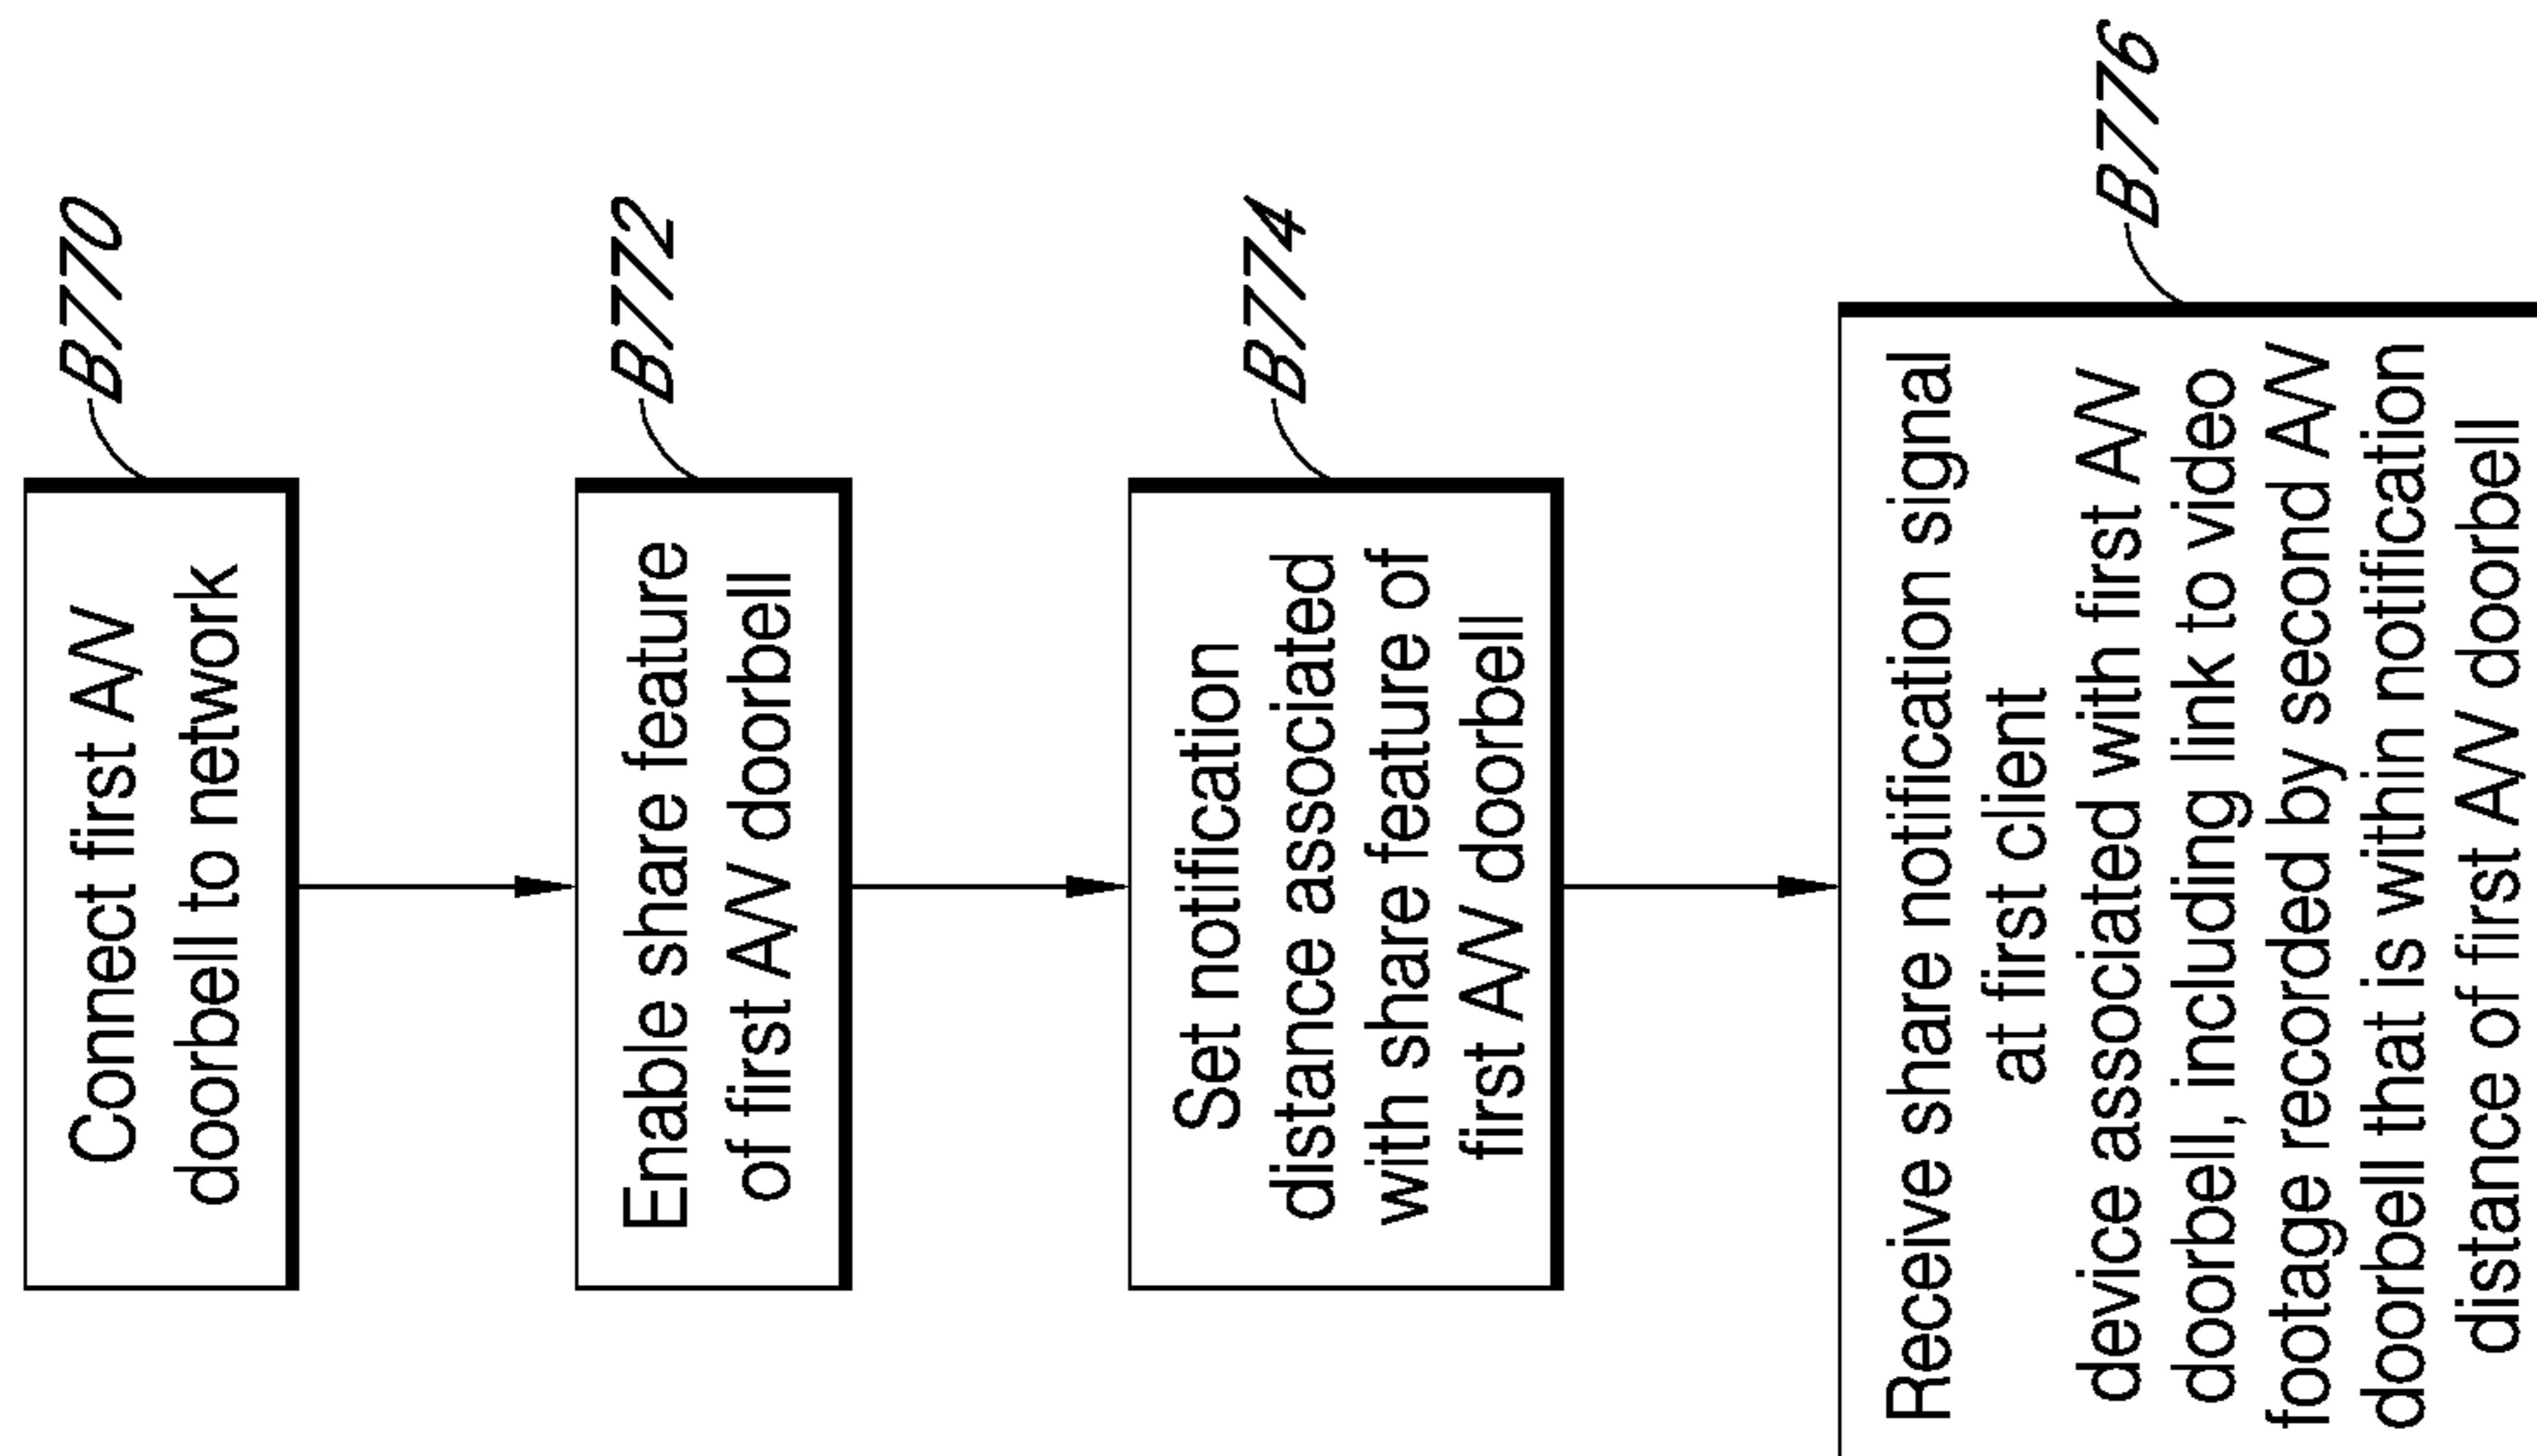 B770
Connect first A/V
doorbell to network
B772
Enable share feature
of first A/V doorbell
B774
Set notification
distance associated
with share feature of
first A/V doorbell
B776
Receive share notification signal
at first client
device associated with first A/V
doorbell, including link to video
footage recorded by second A/V
doorbell that is within notification
distance of first A/V doorbell